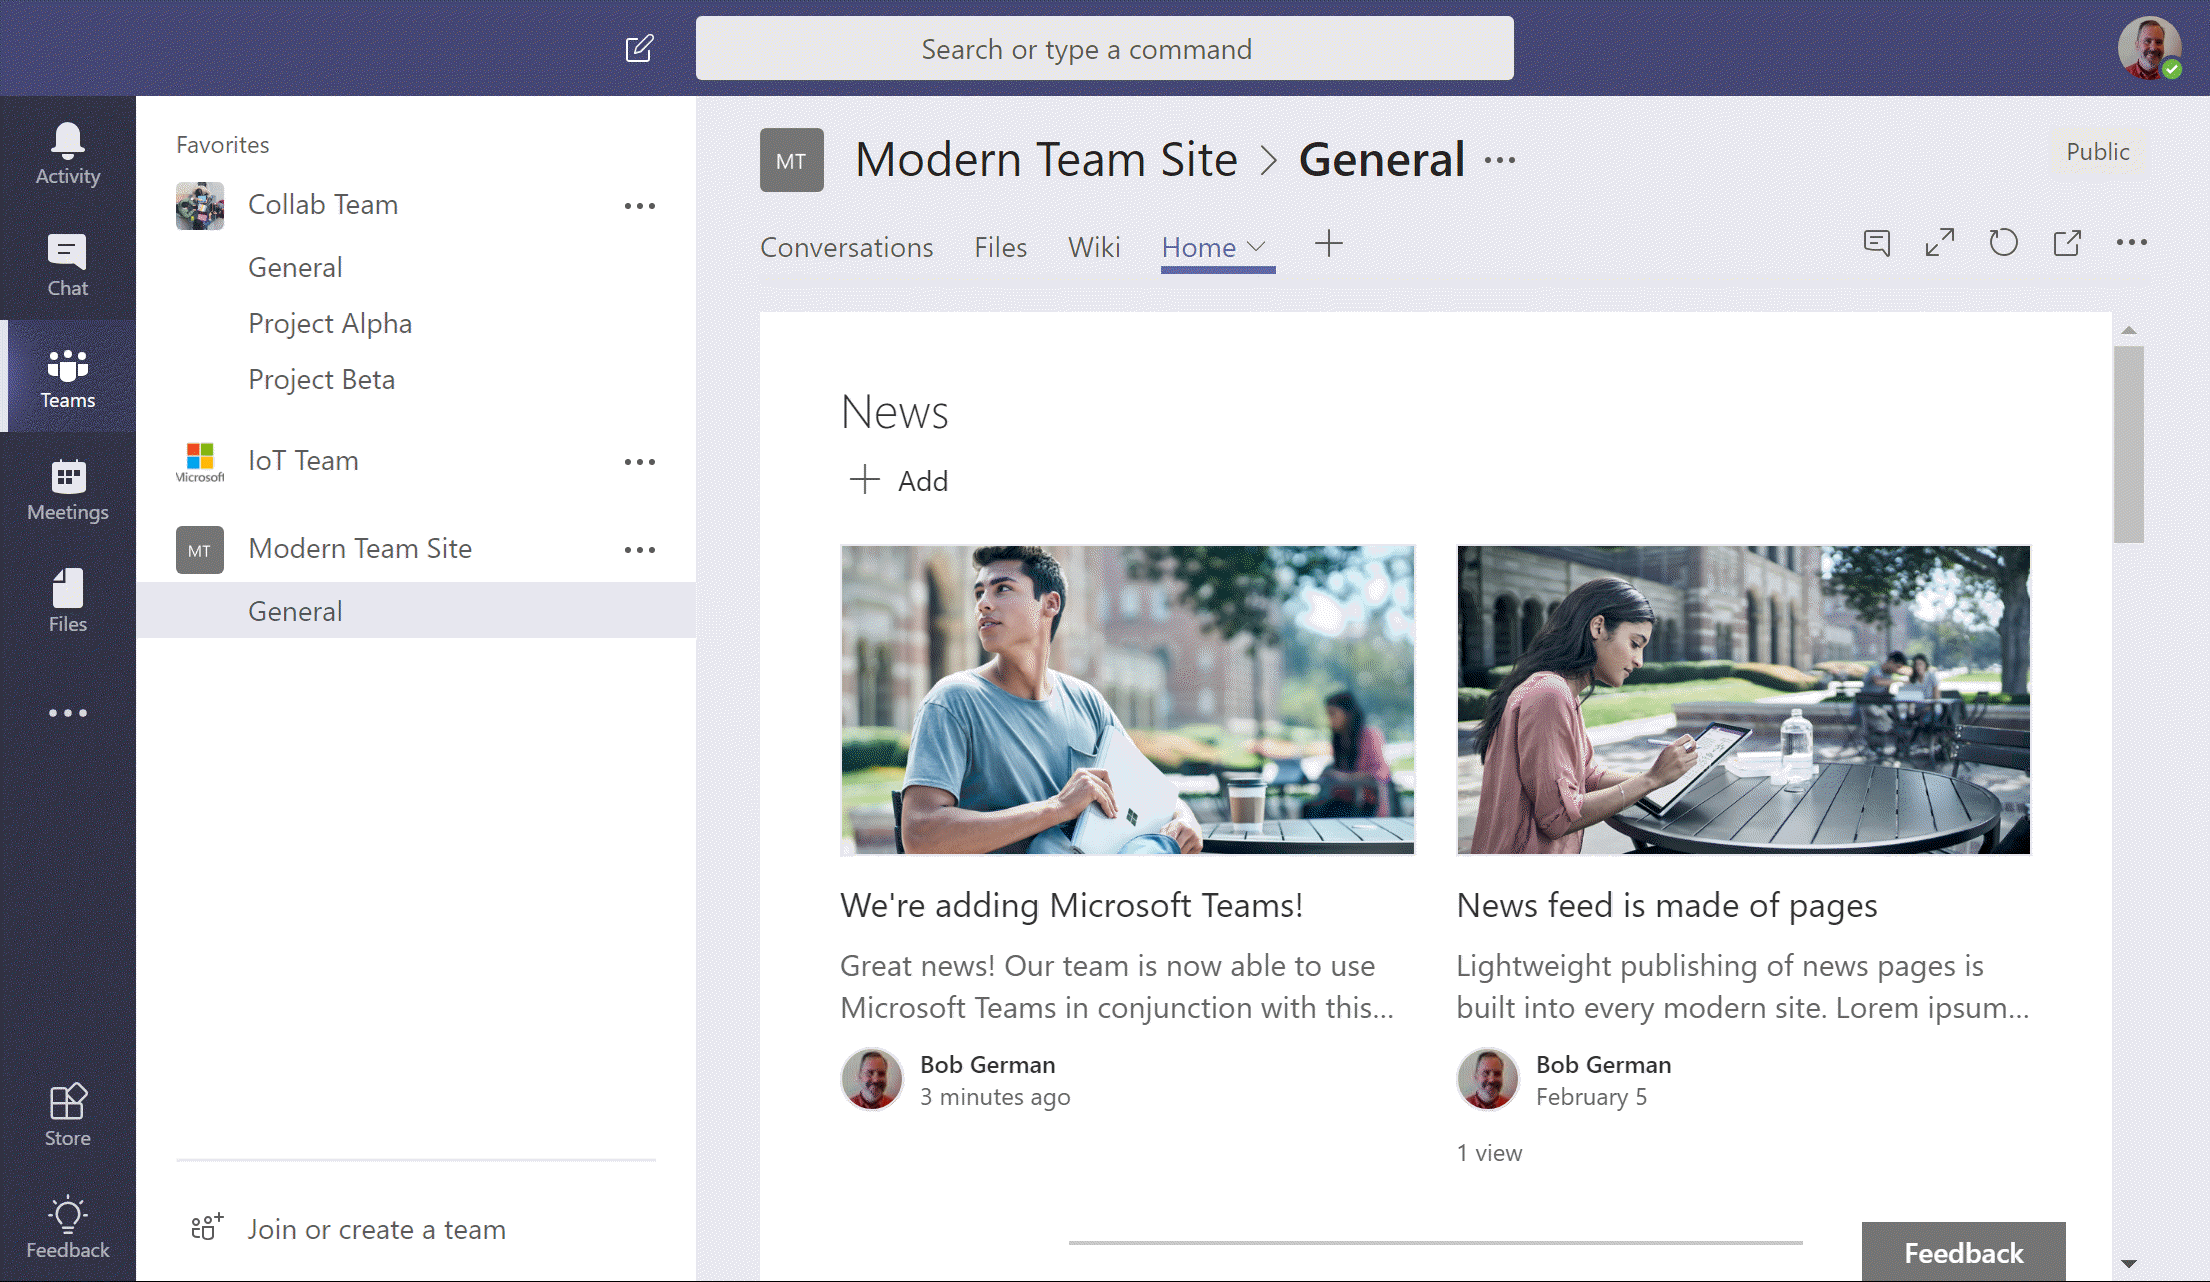 Search or type a command
Activity
Chat
Teams
Meetings
Files
Store
Feedback
Favorites
Collab Team
General
Project Alpha
Project Beta
Microsoft
IoT Team
MT
Modern Team Site
General
Join or create a team
MT
Modern Team Site
General
Public
Conversations
Files
Wiki
Home
News
Add
We're adding Microsoft Teams!
Great news! Our team is now able to use
Microsoft Teams in conjunction with this...
Bob German
3 minutes ago
News feed is made of pages
Lightweight publishing of news pages is
built into every modern site. Lorem ipsum...
Bob German
February 5
1 view
Feedback